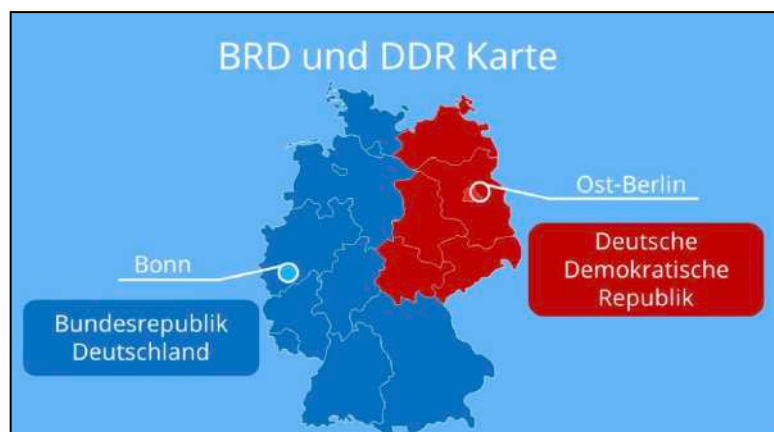 BRD und DDR Karte
Ost-Berlin
Deutsche
Demokratische
Republik
Bonn
Bundesrepublik
Deutschland